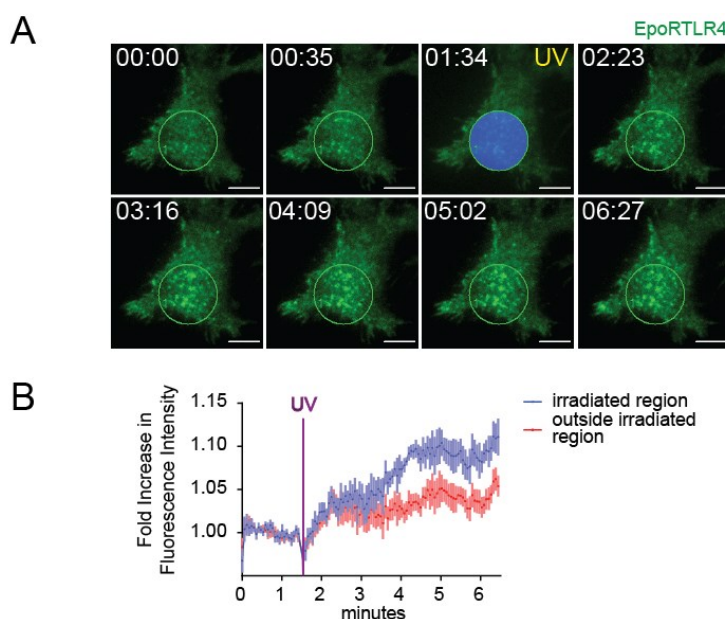 A
EpoRTLR4
00:00
00:35
01:34
UV
02:23
03:16
04:09
05:02
06:27
B
UV
Fold Increase in
Fluorescence Intensity
1.15
1.10
1.05
1.00
0 1 2 3 4 5 6
minutes
irradiated region
outside irradiated
region